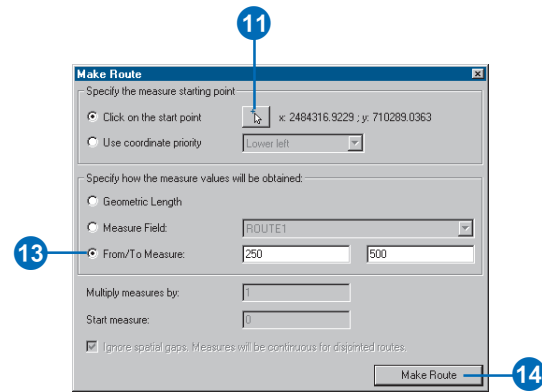 11
Make Route
Specify the measure starting point
Click on the start point x: 2484316.9229 ; y: 710289.0363
Use coordinate priority Lower left
Specify how the measure values will be obtained:
Geometric Length
Measure Field: ROUTE1
13 From/To Measure: 250 500
Multiply measures by: 1
Start measure: 0
Ignore spatial gaps. Measures will be continuous for disjointed routes.
Make Route 14